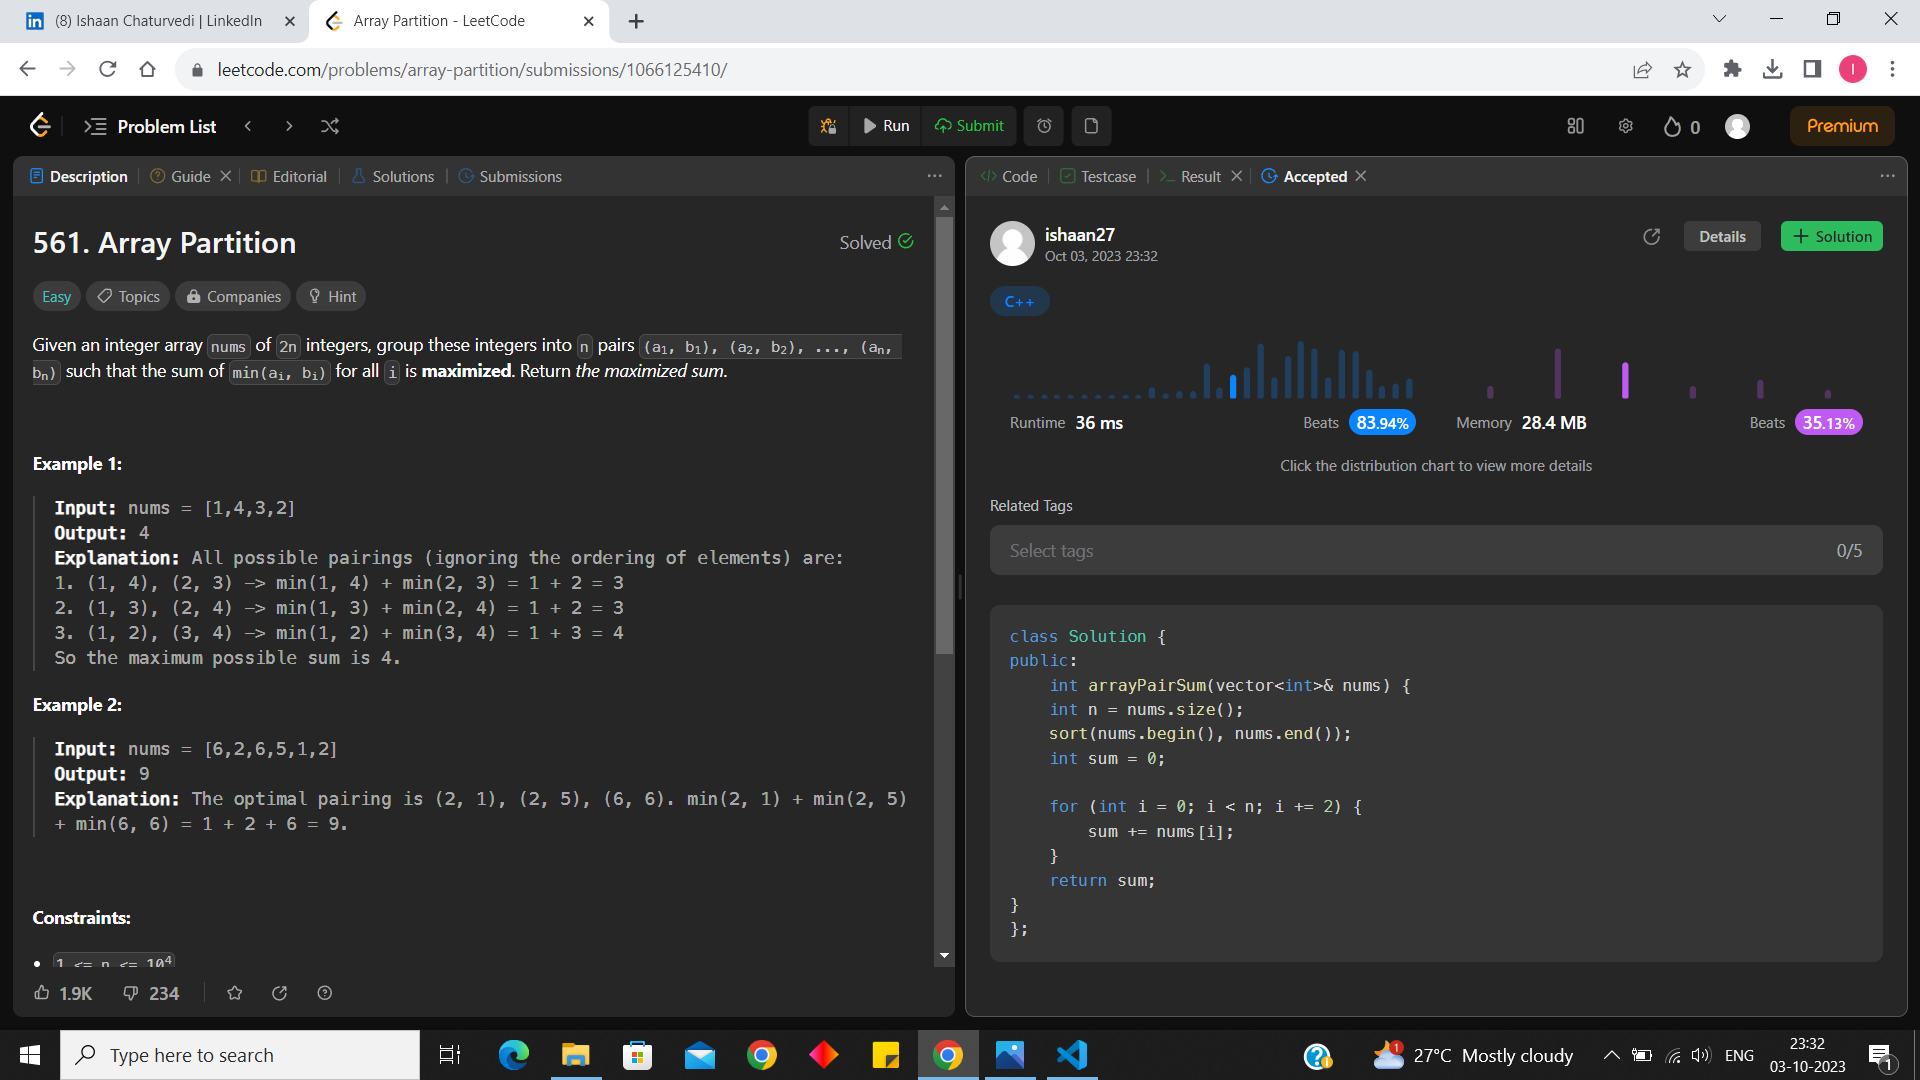 (8) Ishaan Chaturvedi | LinkedIn
Array Partition - LeetCode
leetcode.com/problems/array-partition/submissions/1066125410/
I
Problem List
Run
Submit
0
Premium
Description
Guide
Editorial
Solutions
Submissions
561. Array Partition
Solved
Easy
Topics
Companies
Hint
Given an integer array nums of 2n integers, group these integers into n pairs (a₁, b₁), (a₂, b₂), ..., (aₙ,
bₙ) such that the sum of min(aᵢ, bᵢ) for all i is maximized. Return the maximized sum.
Example 1:
Input: nums = [1,4,3,2]
Output: 4
Explanation: All possible pairings (ignoring the ordering of elements) are:
1. (1, 4), (2, 3) -> min(1, 4) + min(2, 3) = 1 + 2 = 3
2. (1, 3), (2, 4) -> min(1, 3) + min(2, 4) = 1 + 2 = 3
3. (1, 2), (3, 4) -> min(1, 2) + min(3, 4) = 1 + 3 = 4
So the maximum possible sum is 4.
Example 2:
Input: nums = [6,2,6,5,1,2]
Output: 9
Explanation: The optimal pairing is (2, 1), (2, 5), (6, 6). min(2, 1) + min(2, 5)
+ min(6, 6) = 1 + 2 + 6 = 9.
Constraints:
1 <= n <= 10⁴
1.9K
234
Code
Testcase
Result
Accepted
ishaan27
Oct 03, 2023 23:32
Details
+ Solution
C++
Runtime 36 ms
Beats 83.94%
Memory 28.4 MB
Beats 35.13%
Click the distribution chart to view more details
Related Tags
Select tags
0/5
class Solution {
public:
    int arrayPairSum(vector<int>& nums) {
    int n = nums.size();
    sort(nums.begin(), nums.end());
    int sum = 0;
    for (int i = 0; i < n; i += 2) {
        sum += nums[i];
    }
    return sum;
}
};
Type here to search
1
27°C Mostly cloudy
ENG
23:32
03-10-2023
1